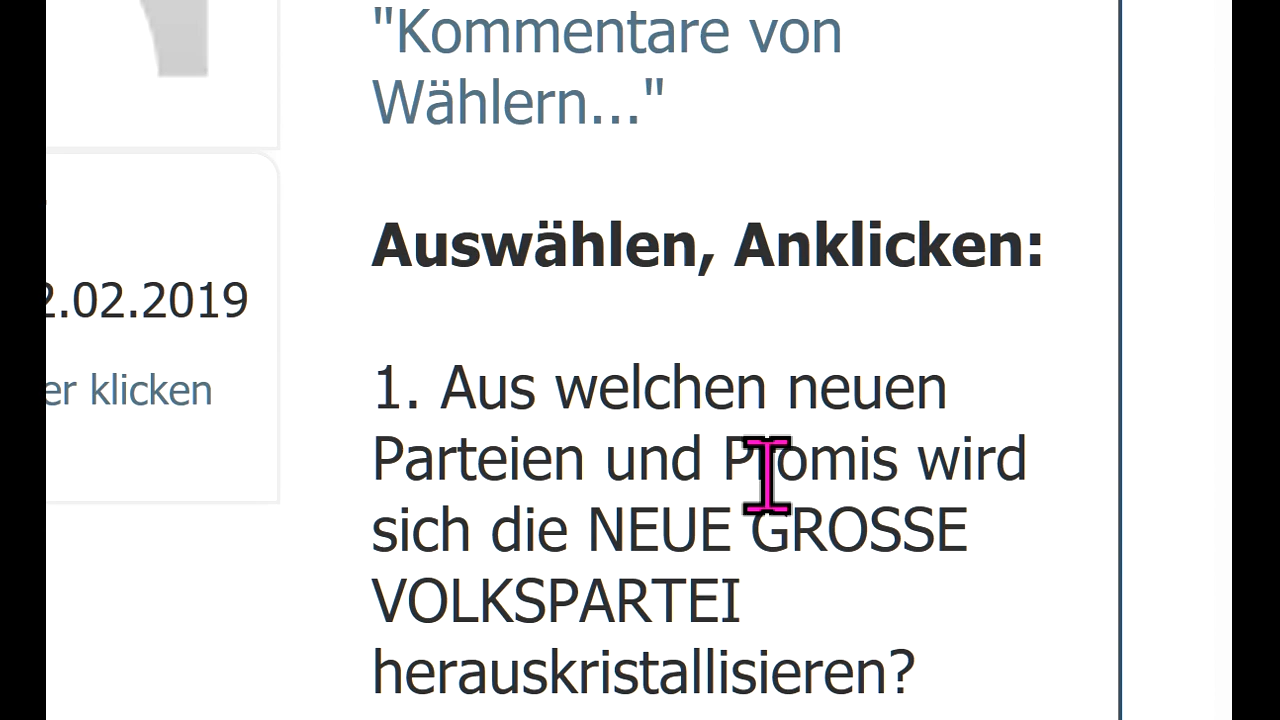 "Kommentare von
Wählern..."
Auswählen, Anklicken:
2.02.2019
er klicken
1. Aus welchen neuen
Parteien und Promis wird
sich die NEUE GROSSE
VOLKSPARTEI
herauskristallisieren?